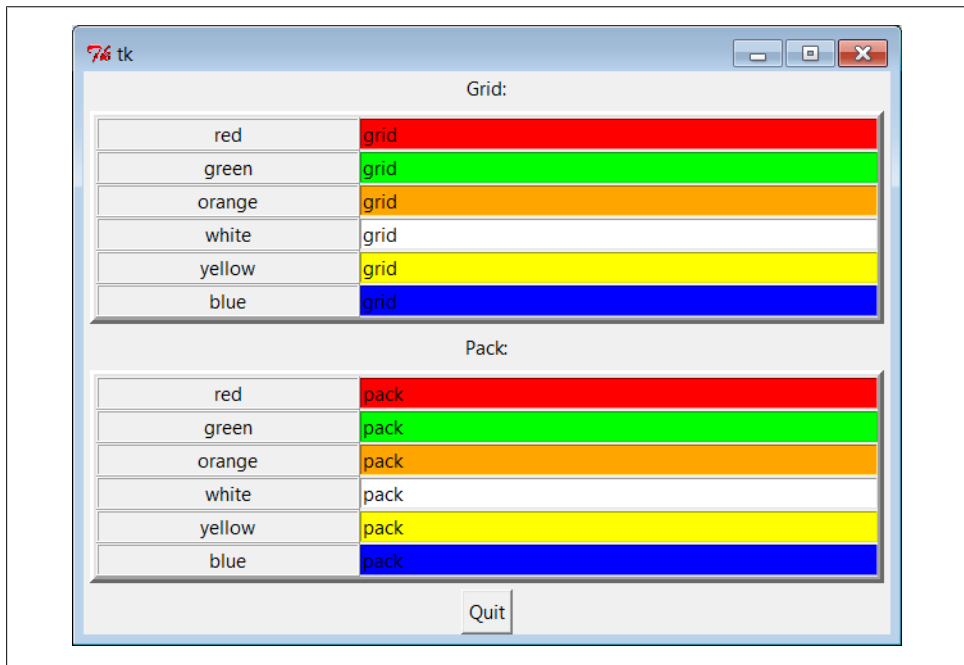 tk
Grid:
red grid
green grid
orange grid
white grid
yellow grid
blue grid
Pack:
red pack
green pack
orange pack
white pack
yellow pack
blue pack
Quit